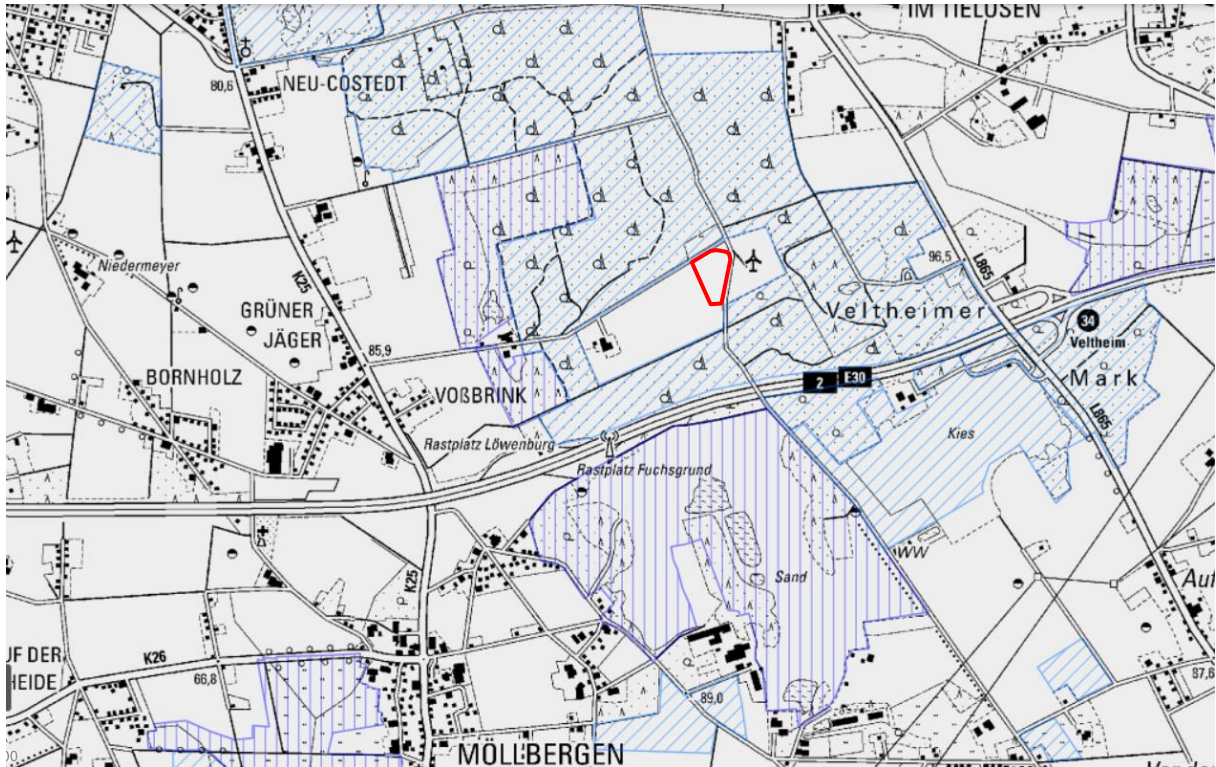 IM TIELOSEN
80,6
NEU-COSTEDT
Niedermeyer
K25
96,5
L865
GRÜNER
JÄGER
Veltheimer
34
Veltheim
85,9
BORNHOLZ
2
E30
Mark
VOßBRINK
L865
Rastplatz Löwenburg
Kies
Rastplatz Fuchsgrund
WW
K25
Sand
Auf
UF DER
HEIDE
K26
66,8
89,0
87,6
MÖLLBERGEN